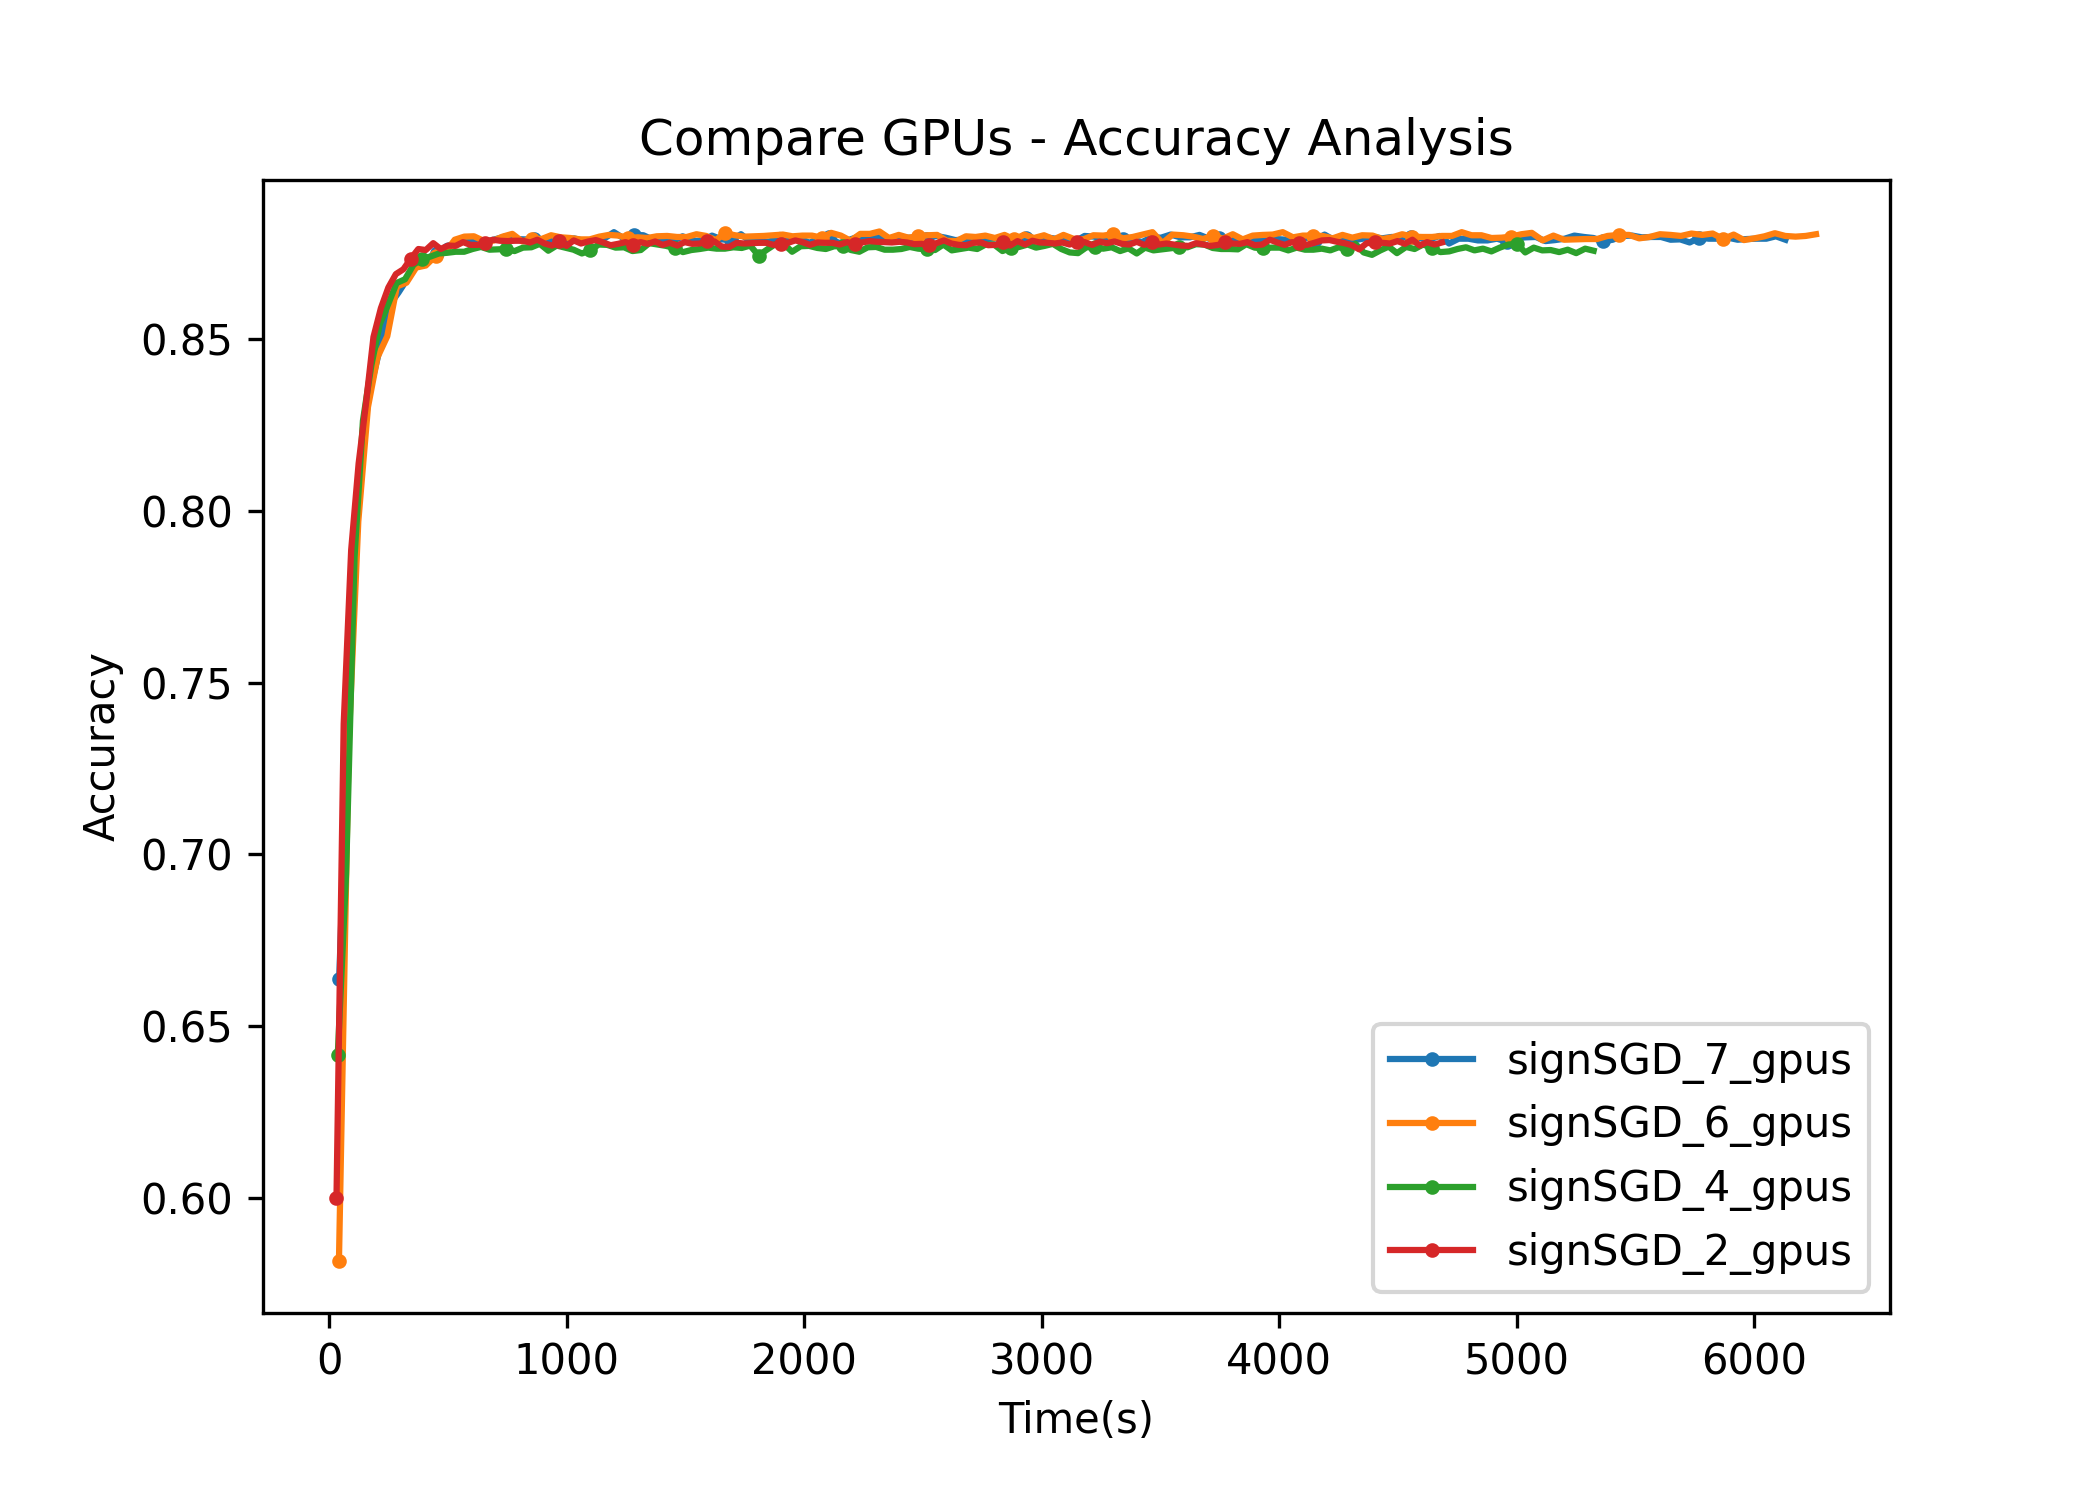 Compare GPUs - Accuracy Analysis
Accuracy
0.85
0.80
0.75
0.70
0.65
0.60
signSGD_7_gpus
signSGD_6_gpus
signSGD_4_gpus
signSGD_2_gpus
0 1000 2000 3000 4000 5000 6000
Time(s)